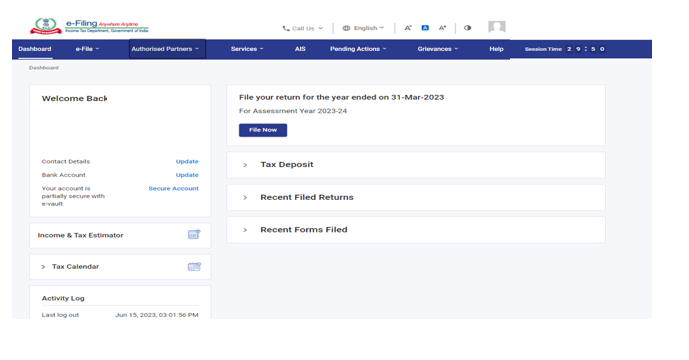 e-Filing Anywhere Anytime
Income Tax Department, Government of India
Call Us
English
A-
A
A+
Dashboard
e-File
Authorised Partners
Services
AIS
Pending Actions
Grievances
Help
Session Time 2 9 : 5 0
Dashboard
Welcome Back
Contact Details Update
Bank Account Update
Your account is Secure Account
partially secure with
e-vault
Income & Tax Estimator
> Tax Calendar
Activity Log
Last log out Jun 15, 2023, 03:01:56 PM
File your return for the year ended on 31-Mar-2023
For Assessment Year 2023-24
File Now
> Tax Deposit
> Recent Filed Returns
> Recent Forms Filed